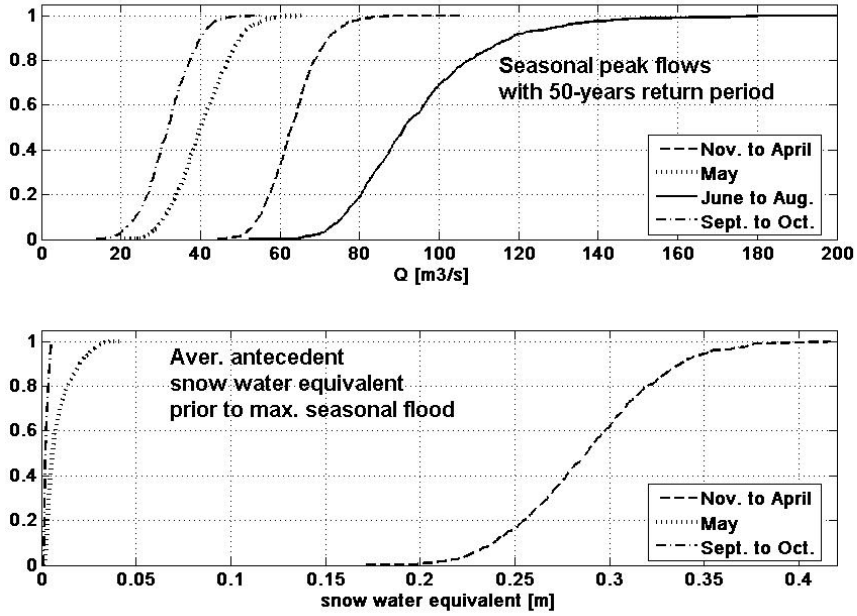 1
0.8
0.6
0.4
0.2
0
Seasonal peak flows
with 50-years return period
Nov. to April
May
June to Aug.
Sept. to Oct.
0 20 40 60 80 100 120 140 160 180 200
Q [m3/s]
1
0.8
0.6
0.4
0.2
0
Aver. antecedent
snow water equivalent
prior to max. seasonal flood
Nov. to April
May
Sept. to Oct.
0 0.05 0.1 0.15 0.2 0.25 0.3 0.35 0.4
snow water equivalent [m]